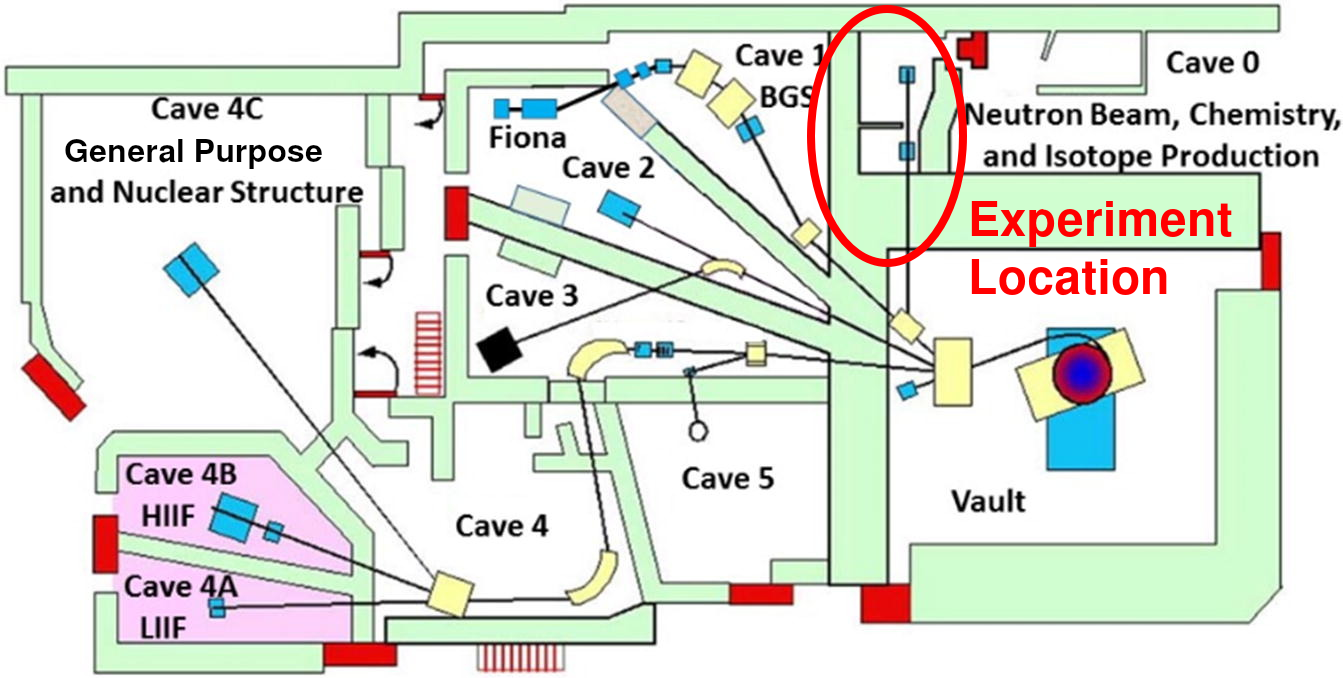 Cave 1
BGS
Cave 0
Neutron Beam, Chemistry,
and Isotope Production
Cave 4C
General Purpose
and Nuclear Structure
Fiona
Cave 2
Experiment
Location
Cave 3
Cave 4B
HIIF
Cave 5
Vault
Cave 4
Cave 4A
LIIF